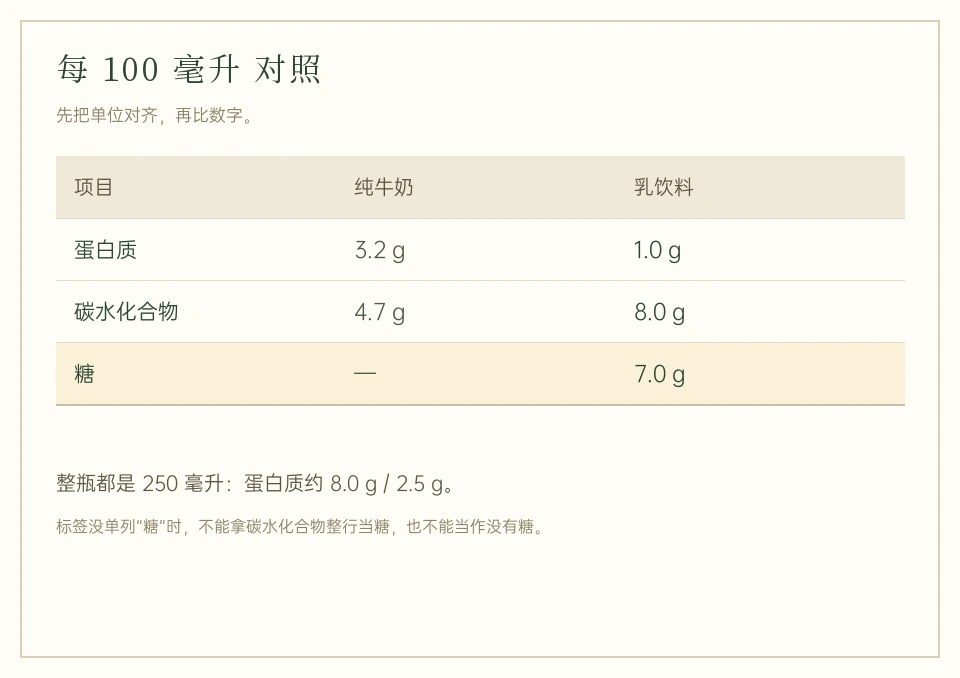 每 100 毫升 对照
先把单位对齐，再比数字。
项目 纯牛奶 乳饮料
蛋白质 3.2 g 1.0 g
碳水化合物 4.7 g 8.0 g
糖 — 7.0 g
整瓶都是 250 毫升：蛋白质约 8.0 g / 2.5 g。
标签没单列“糖”时，不能拿碳水化合物整行当糖，也不能当作没有糖。